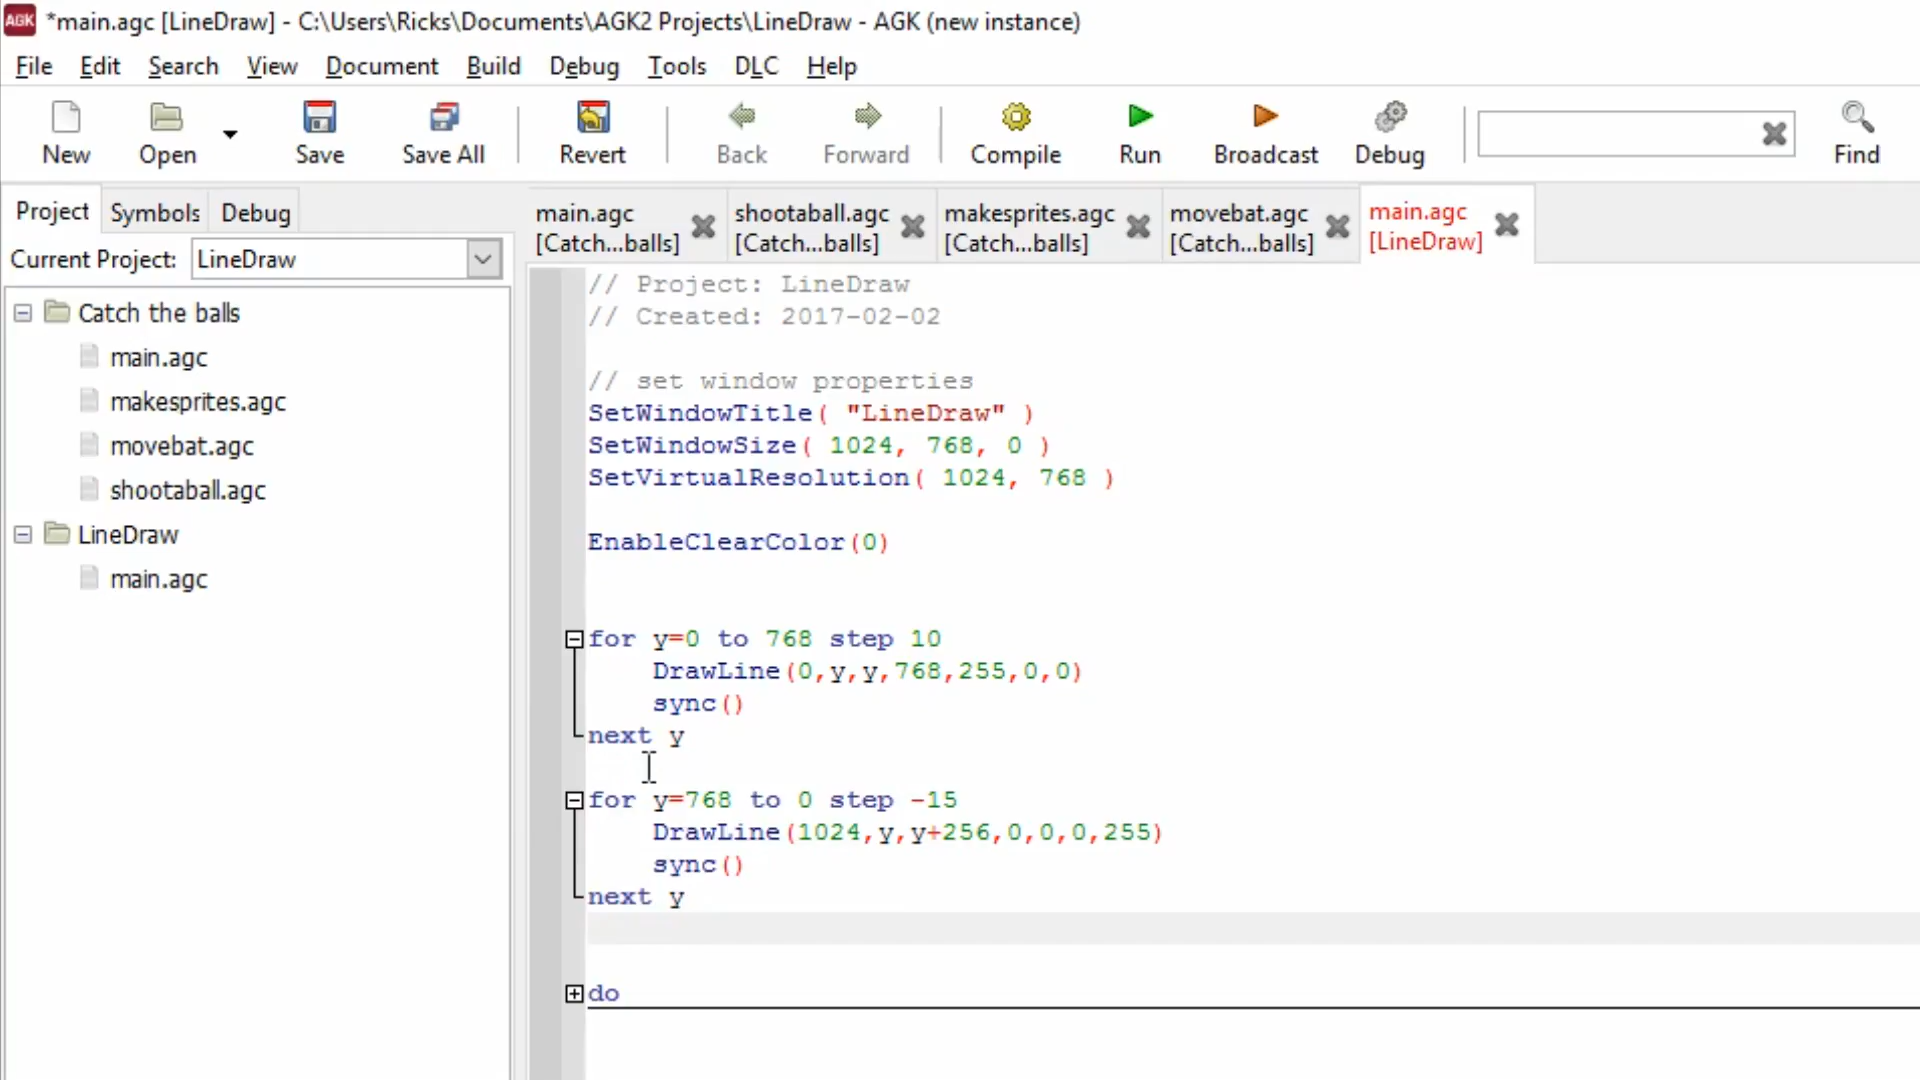 AGK *main.agc [LineDraw] - C:\Users\Ricks\Documents\AGK2 Projects\LineDraw - AGK (new instance)
File Edit Search View Document Build Debug Tools DLC Help
New Open Save Save All Revert Back Forward Compile Run Broadcast Debug Find
Project Symbols Debug
Current Project: LineDraw
Catch the balls
main.agc
makesprites.agc
movebat.agc
shootaball.agc
LineDraw
main.agc
main.agc
[Catch...balls]
shootaball.agc
[Catch...balls]
makesprites.agc
[Catch...balls]
movebat.agc
[Catch...balls]
main.agc
[LineDraw]
// Project: LineDraw
// Created: 2017-02-02
// set window properties
SetWindowTitle( "LineDraw" )
SetWindowSize( 1024, 768, 0 )
SetVirtualResolution( 1024, 768 )
EnableClearColor(0)
for y=0 to 768 step 10
DrawLine(0,y,y,768,255,0,0)
sync()
next y
for y=768 to 0 step -15
DrawLine(1024,y,y+256,0,0,0,255)
sync()
next y
do